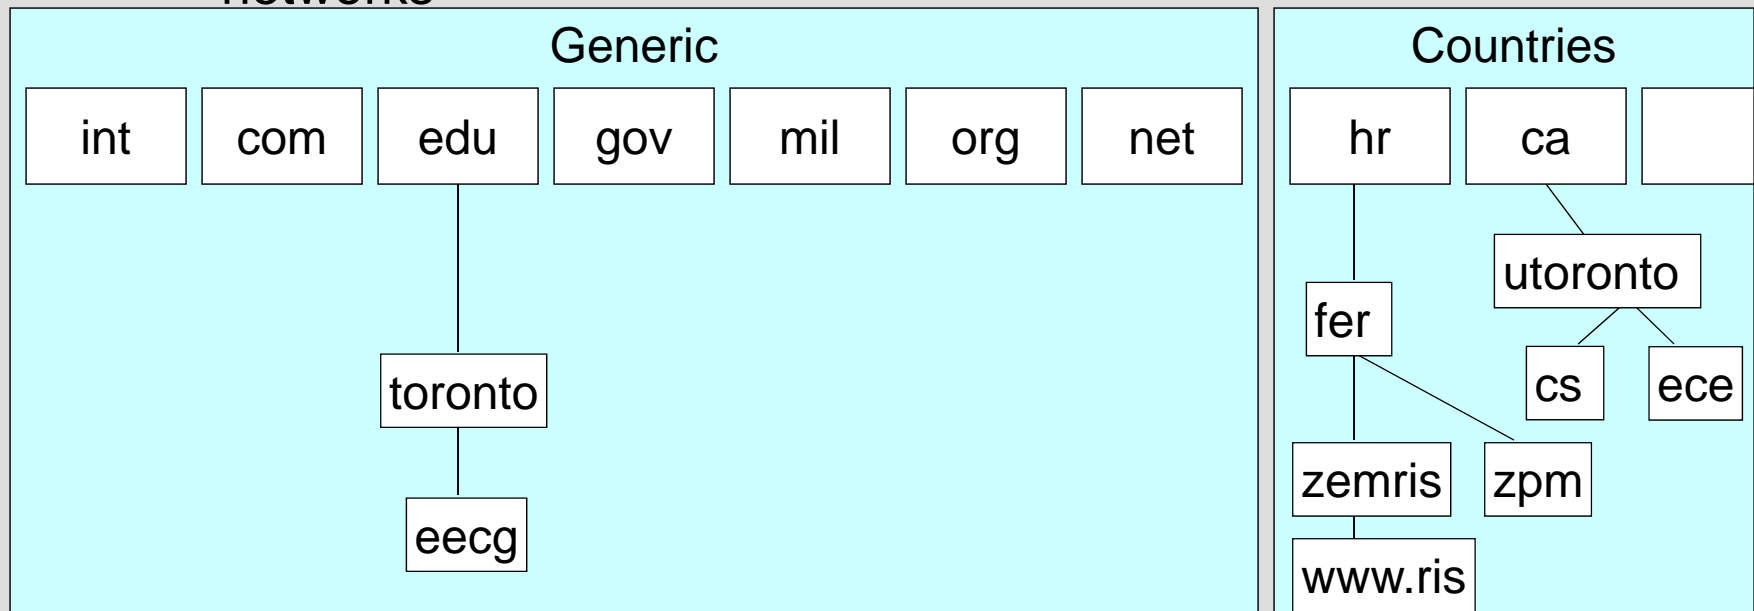 networks
Generic
Countries
int
com
edu
gov
mil
org
net
hr
ca
utoronto
fer
toronto
cs
ece
zemris
zpm
eecg
www.ris